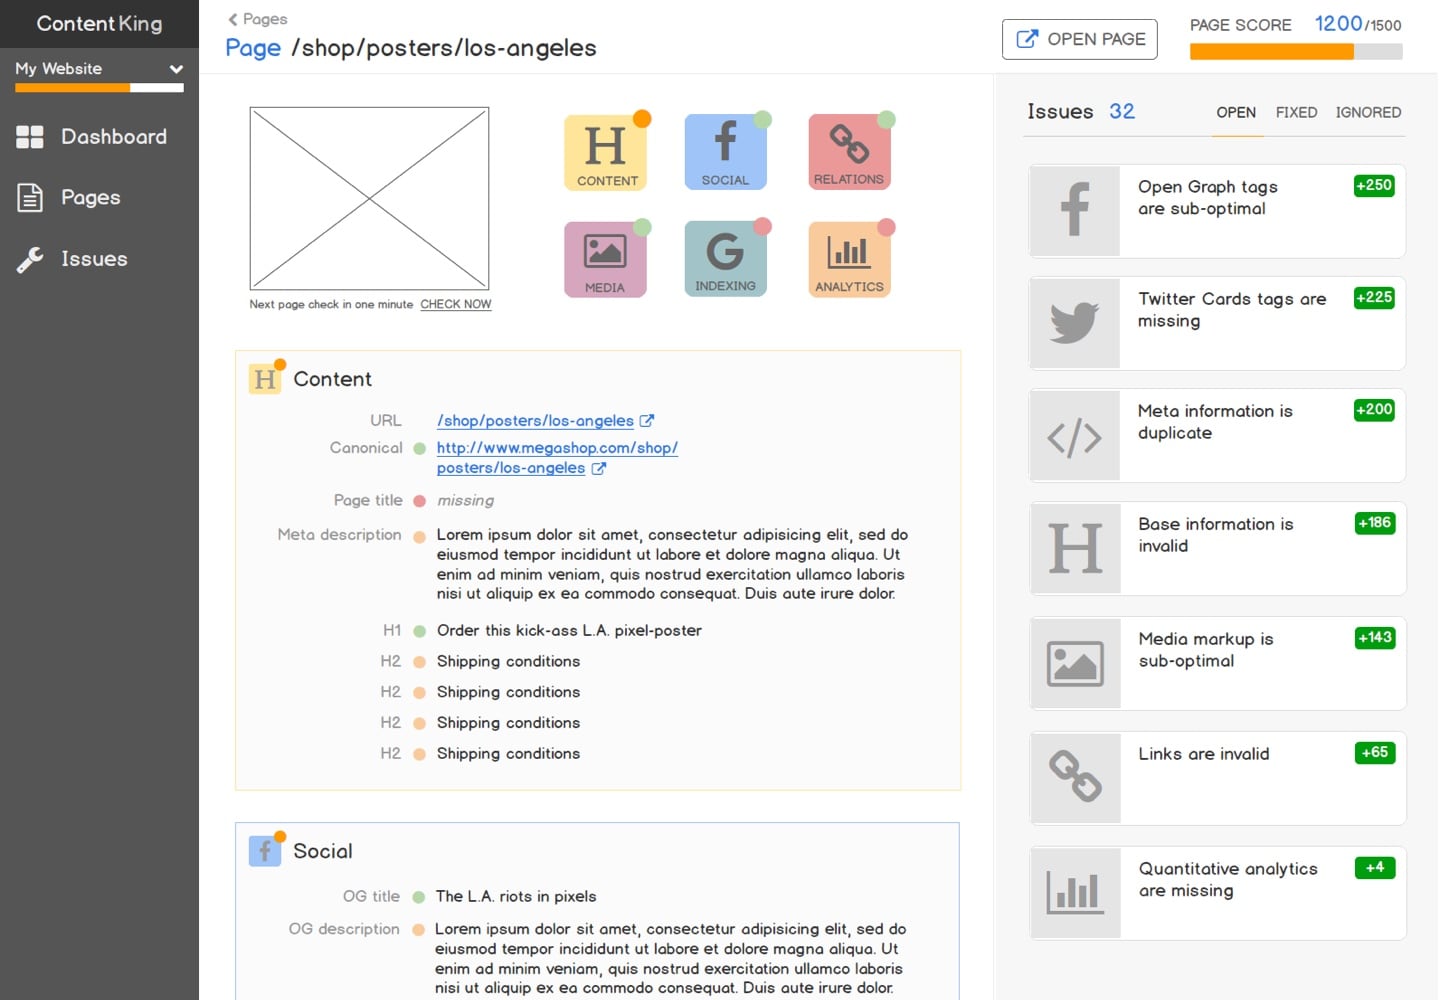 ContentKing
My Website
Dashboard
Pages
Issues
Pages
Page /shop/posters/los-angeles
OPEN PAGE
PAGE SCORE 1200/1500
Next page check in one minute CHECK NOW
H
CONTENT
SOCIAL
RELATIONS
MEDIA
G
INDEXING
ANALYTICS
H Content
URL /shop/posters/los-angeles
Canonical http://www.megashop.com/shop/
posters/los-angeles
Page title missing
Meta description Lorem ipsum dolor sit amet, consectetur adipisicing elit, sed do
eiusmod tempor incididunt ut labore et dolore magna aliqua. Ut
enim ad minim veniam, quis nostrud exercitation ullamco laboris
nisi ut aliquip ex ea commodo consequat. Duis aute irure dolor.
H1 Order this kick-ass L.A. pixel-poster
H2 Shipping conditions
H2 Shipping conditions
H2 Shipping conditions
H2 Shipping conditions
Social
OG title The L.A. riots in pixels
OG description Lorem ipsum dolor sit amet, consectetur adipisicing elit, sed do
eiusmod tempor incididunt ut labore et dolore magna aliqua. Ut
enim ad minim veniam, quis nostrud exercitation ullamco laboris
nisi ut aliquip ex ea commodo consequat. Duis aute irure dolor.
Issues 32
OPEN FIXED IGNORED
Open Graph tags +250
are sub-optimal
Twitter Cards tags are +225
missing
Meta information is +200
duplicate
H
Base information is +186
invalid
Media markup is +143
sub-optimal
Links are invalid +65
Quantitative analytics +4
are missing